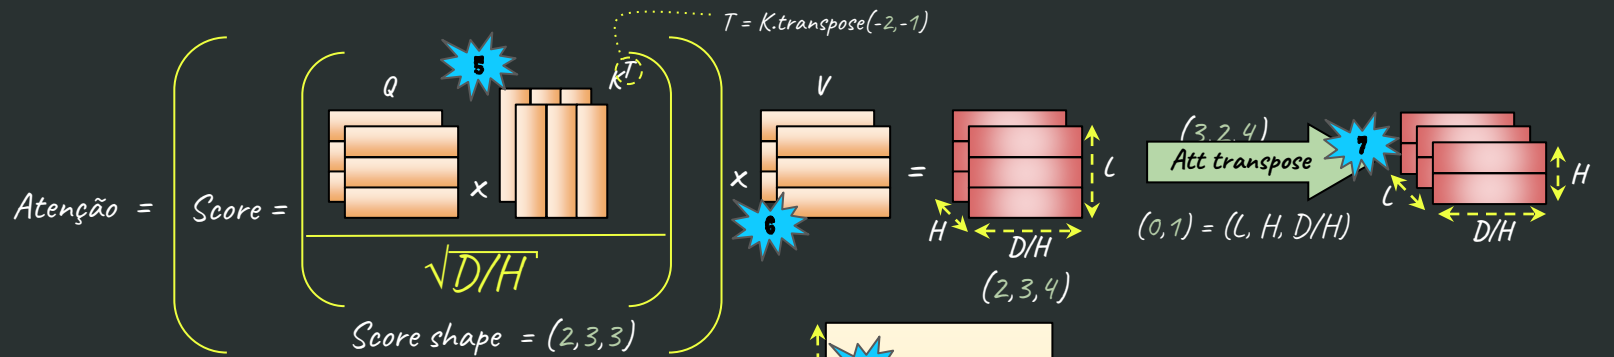 T = K.transpose(-2,-1)
5
K^T
Q
V
(3,2,4)
7
Att transpose
Atenção =
Score =
x
x
=
L
H
6
L
H
D/H
D/H
(0,1) = (L, H, D/H)
√D/H
(2,3,4)
Score shape = (2,3,3)